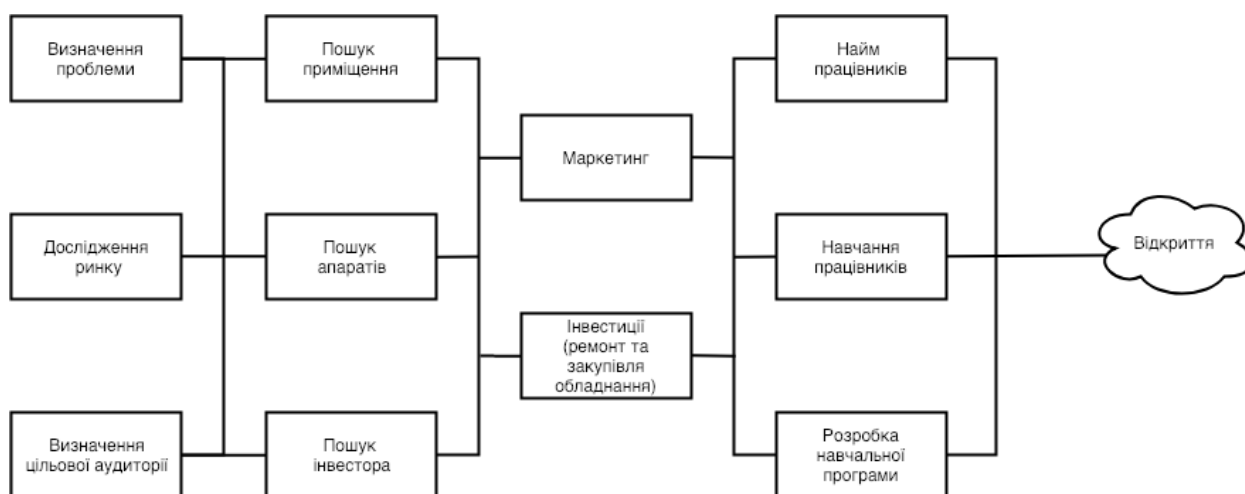 Визначення
проблеми
Пошук
приміщення
Найм
працівників
Маркетинг
Дослідження
ринку
Пошук
апаратів
Навчання
працівників
Відкриття
Інвестиції
(ремонт та
закупівля
обладнання)
Визначення
цільової аудиторії
Пошук
інвестора
Розробка
навчальної
програми